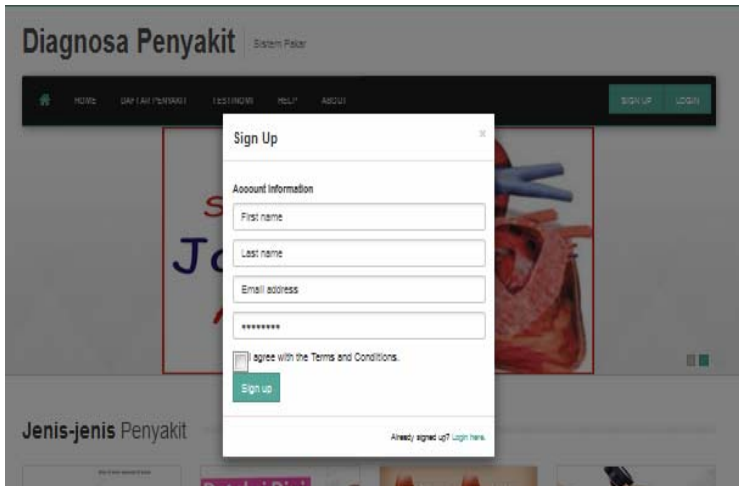 Diagnosa Penyakit Sistem Pakar
HOME DAFTAR PENYAKIT TESTIMONI HELP ABOUT SIGN UP LOGIN
Sign Up ×
Account Information
First name
Last name
Email address
********
I agree with the Terms and Conditions.
Sign up
Already signed up? Login here.
S
Jo
Jenis-jenis Penyakit